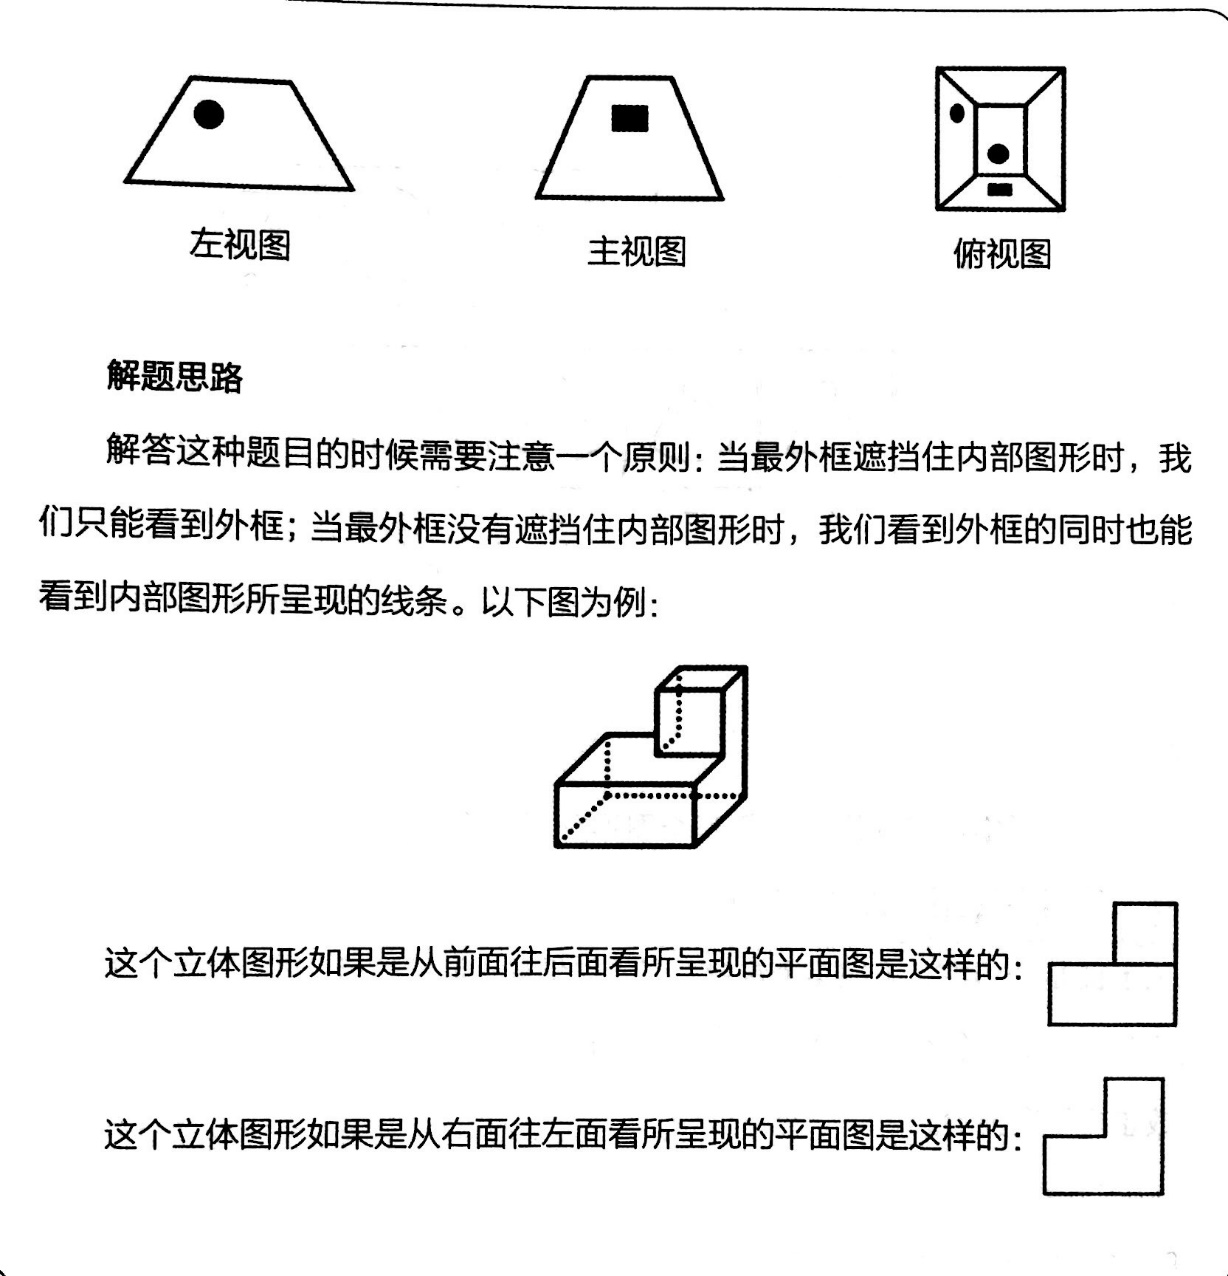 左视图 主视图 俯视图
解题思路
解答这种题目的时候需要注意一个原则：当最外框遮挡住内部图形时，我
们只能看到外框；当最外框没有遮挡住内部图形时，我们看到外框的同时也能
看到内部图形所呈现的线条。以下图为例：
这个立体图形如果是从前面往后面看所呈现的平面图是这样的：
这个立体图形如果是从右面往左面看所呈现的平面图是这样的：